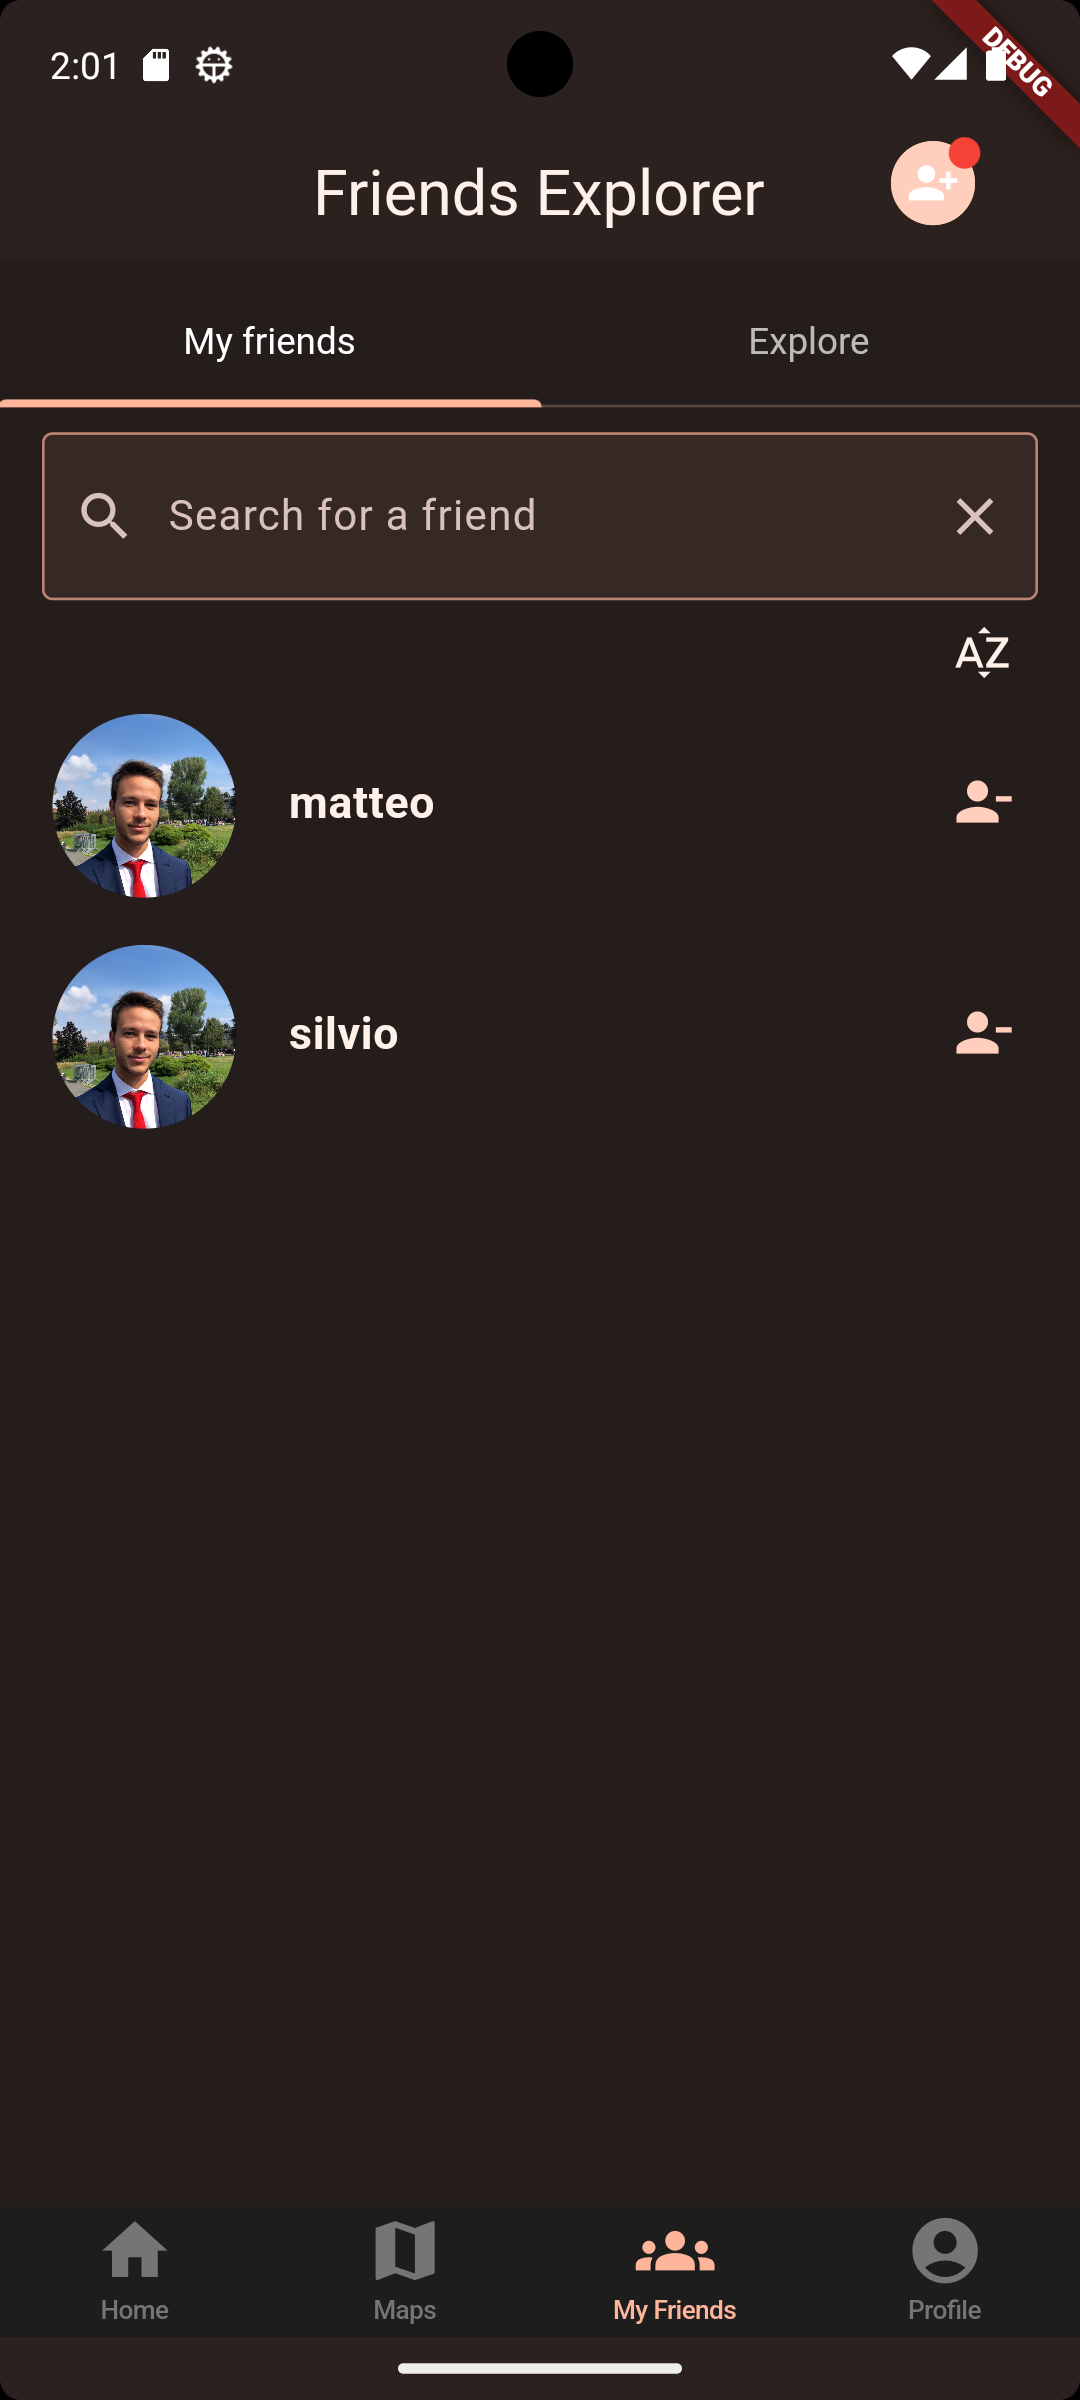 2:01
DEBUG
Friends Explorer
My friends
Explore
Search for a friend
AZ
matteo
silvio
Home
Maps
My Friends
Profile